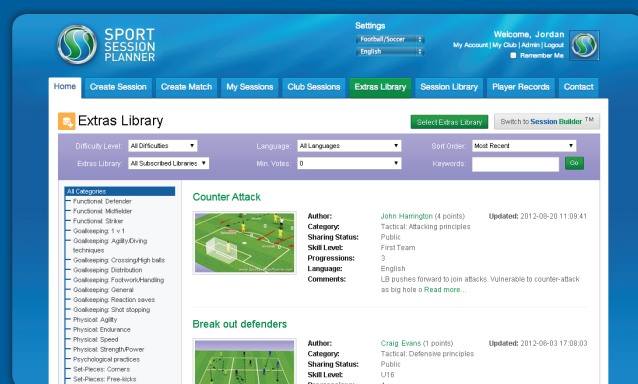 SPORT
SESSION
PLANNER
Settings
Football/Soccer
English
Welcome, Jordan
My Account | My Club | Admin | Logout
Remember Me
Home Create Session Create Match My Sessions Club Sessions Extras Library Session Library Player Records Contact
Extras Library
Select Extras Library
Switch to Session Builder TM
Difficulty Level: All Difficulties Language: All Languages Sort Order: Most Recent
Extras Library: All Subscribed Libraries Min. Votes: 0 Keywords: Go
All Categories
Functional: Defender
Functional: Midfielder
Functional: Striker
Goalkeeping: 1 v 1
Goalkeeping: Agility/Diving
techniques
Goalkeeping: Crossing/High balls
Goalkeeping: Distribution
Goalkeeping: Footwork/Handling
Goalkeeping: General
Goalkeeping: Reaction saves
Goalkeeping: Shot stopping
Physical: Agility
Physical: Endurance
Physical: Speed
Physical: Strength/Power
Psychological practices
Set-Pieces: Corners
Set-Pieces: Free-kicks
Counter Attack
Author: John Harrington (4 points) Updated: 2012-08-20 11:09:41
Category: Tactical: Attacking principles
Sharing Status: Public
Skill Level: First Team
Progressions: 3
Language: English
Comments: LB pushes forward to join attacks. Vulnerable to counter-attack
as big hole o Read more...
Break out defenders
Author: Craig Evans (1 points) Updated: 2012-06-03 17:08:03
Category: Tactical: Defensive principles
Sharing Status: Public
Skill Level: U16